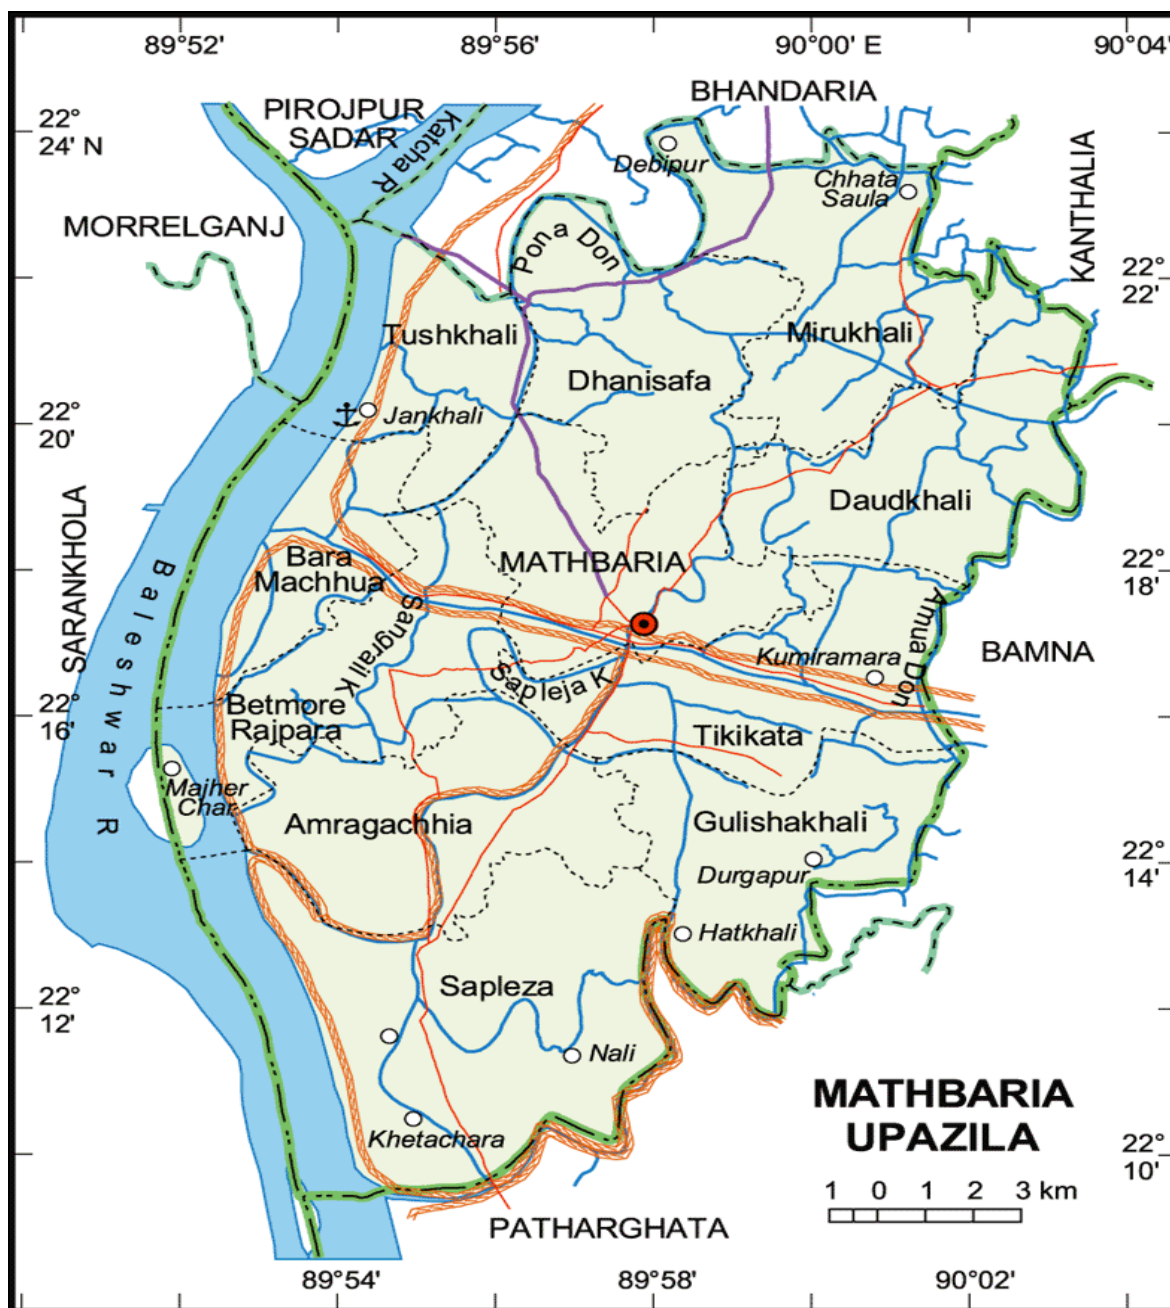 89°52'
89°56'
90°00' E
90°04'
BHANDARIA
PIROJPUR
SADAR
Katcha R
22°
24' N
Debipur
Chhata
Saula
KANTHALIA
MORRELGANJ
Pona Don
22°
22'
Tushkhali
Mirukhali
Dhanisafa
22°
20'
Jankhali
22°
20'
SARANKHOLA
Daudkhali
Baleshwar R
Bara
Machhua
MATHBARIA
22°
18'
Sangrail K
Amua Don
BAMNA
Kumiramara
Sapleja K
22°
16'
Betmore
Rajpara
Tikikata
Majher
Char
Amragachhia
Gulishakhali
Durgapur
22°
14'
Hatkhali
Sapleza
22°
12'
Nali
MATHBARIA
UPAZILA
Khetachara
22°
10'
1 0 1 2 3 km
PATHARGHATA
89°54'
89°58'
90°02'